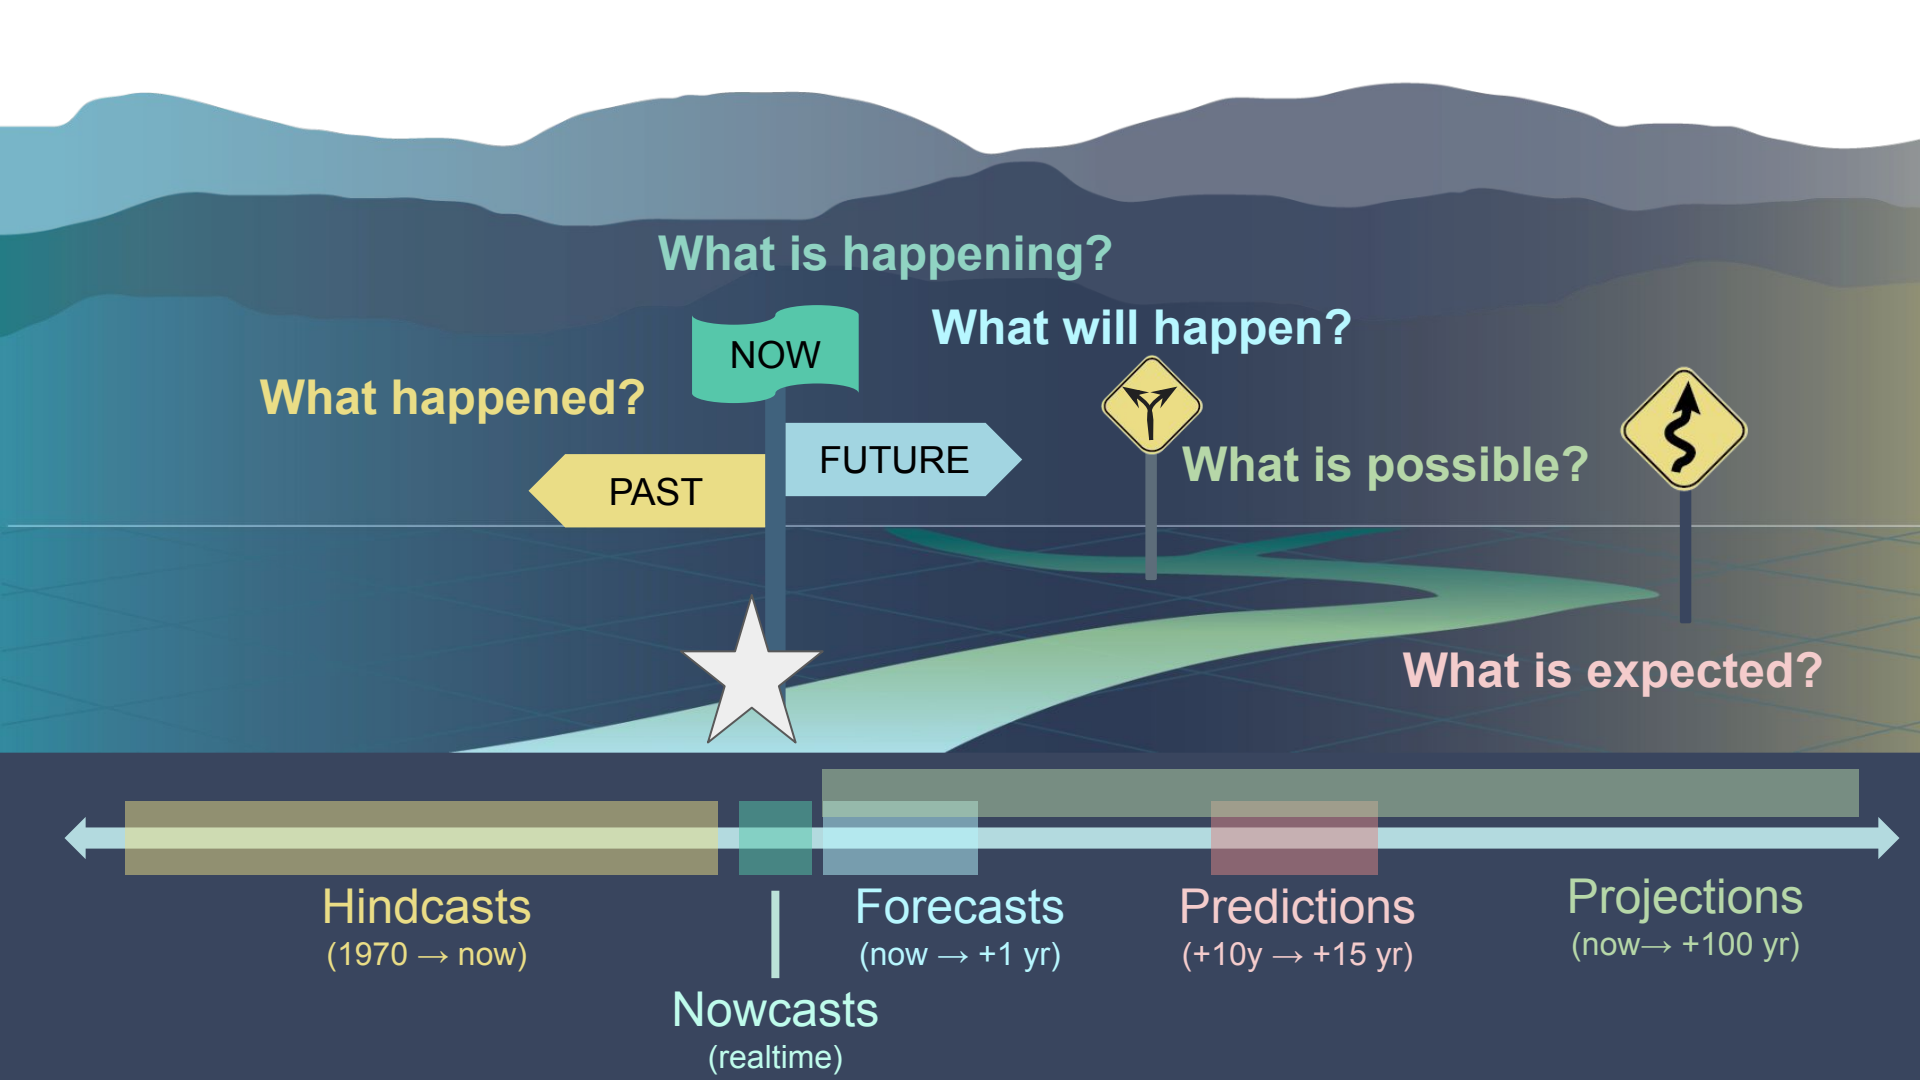 What is happening?
What will happen?
NOW
What happened?
FUTURE
What is possible?
PAST
What is expected?
Hindcasts
(1970 → now)
Nowcasts
(realtime)
Forecasts
(now → +1 yr)
Predictions
(+10y → +15 yr)
Projections
(now→ +100 yr)